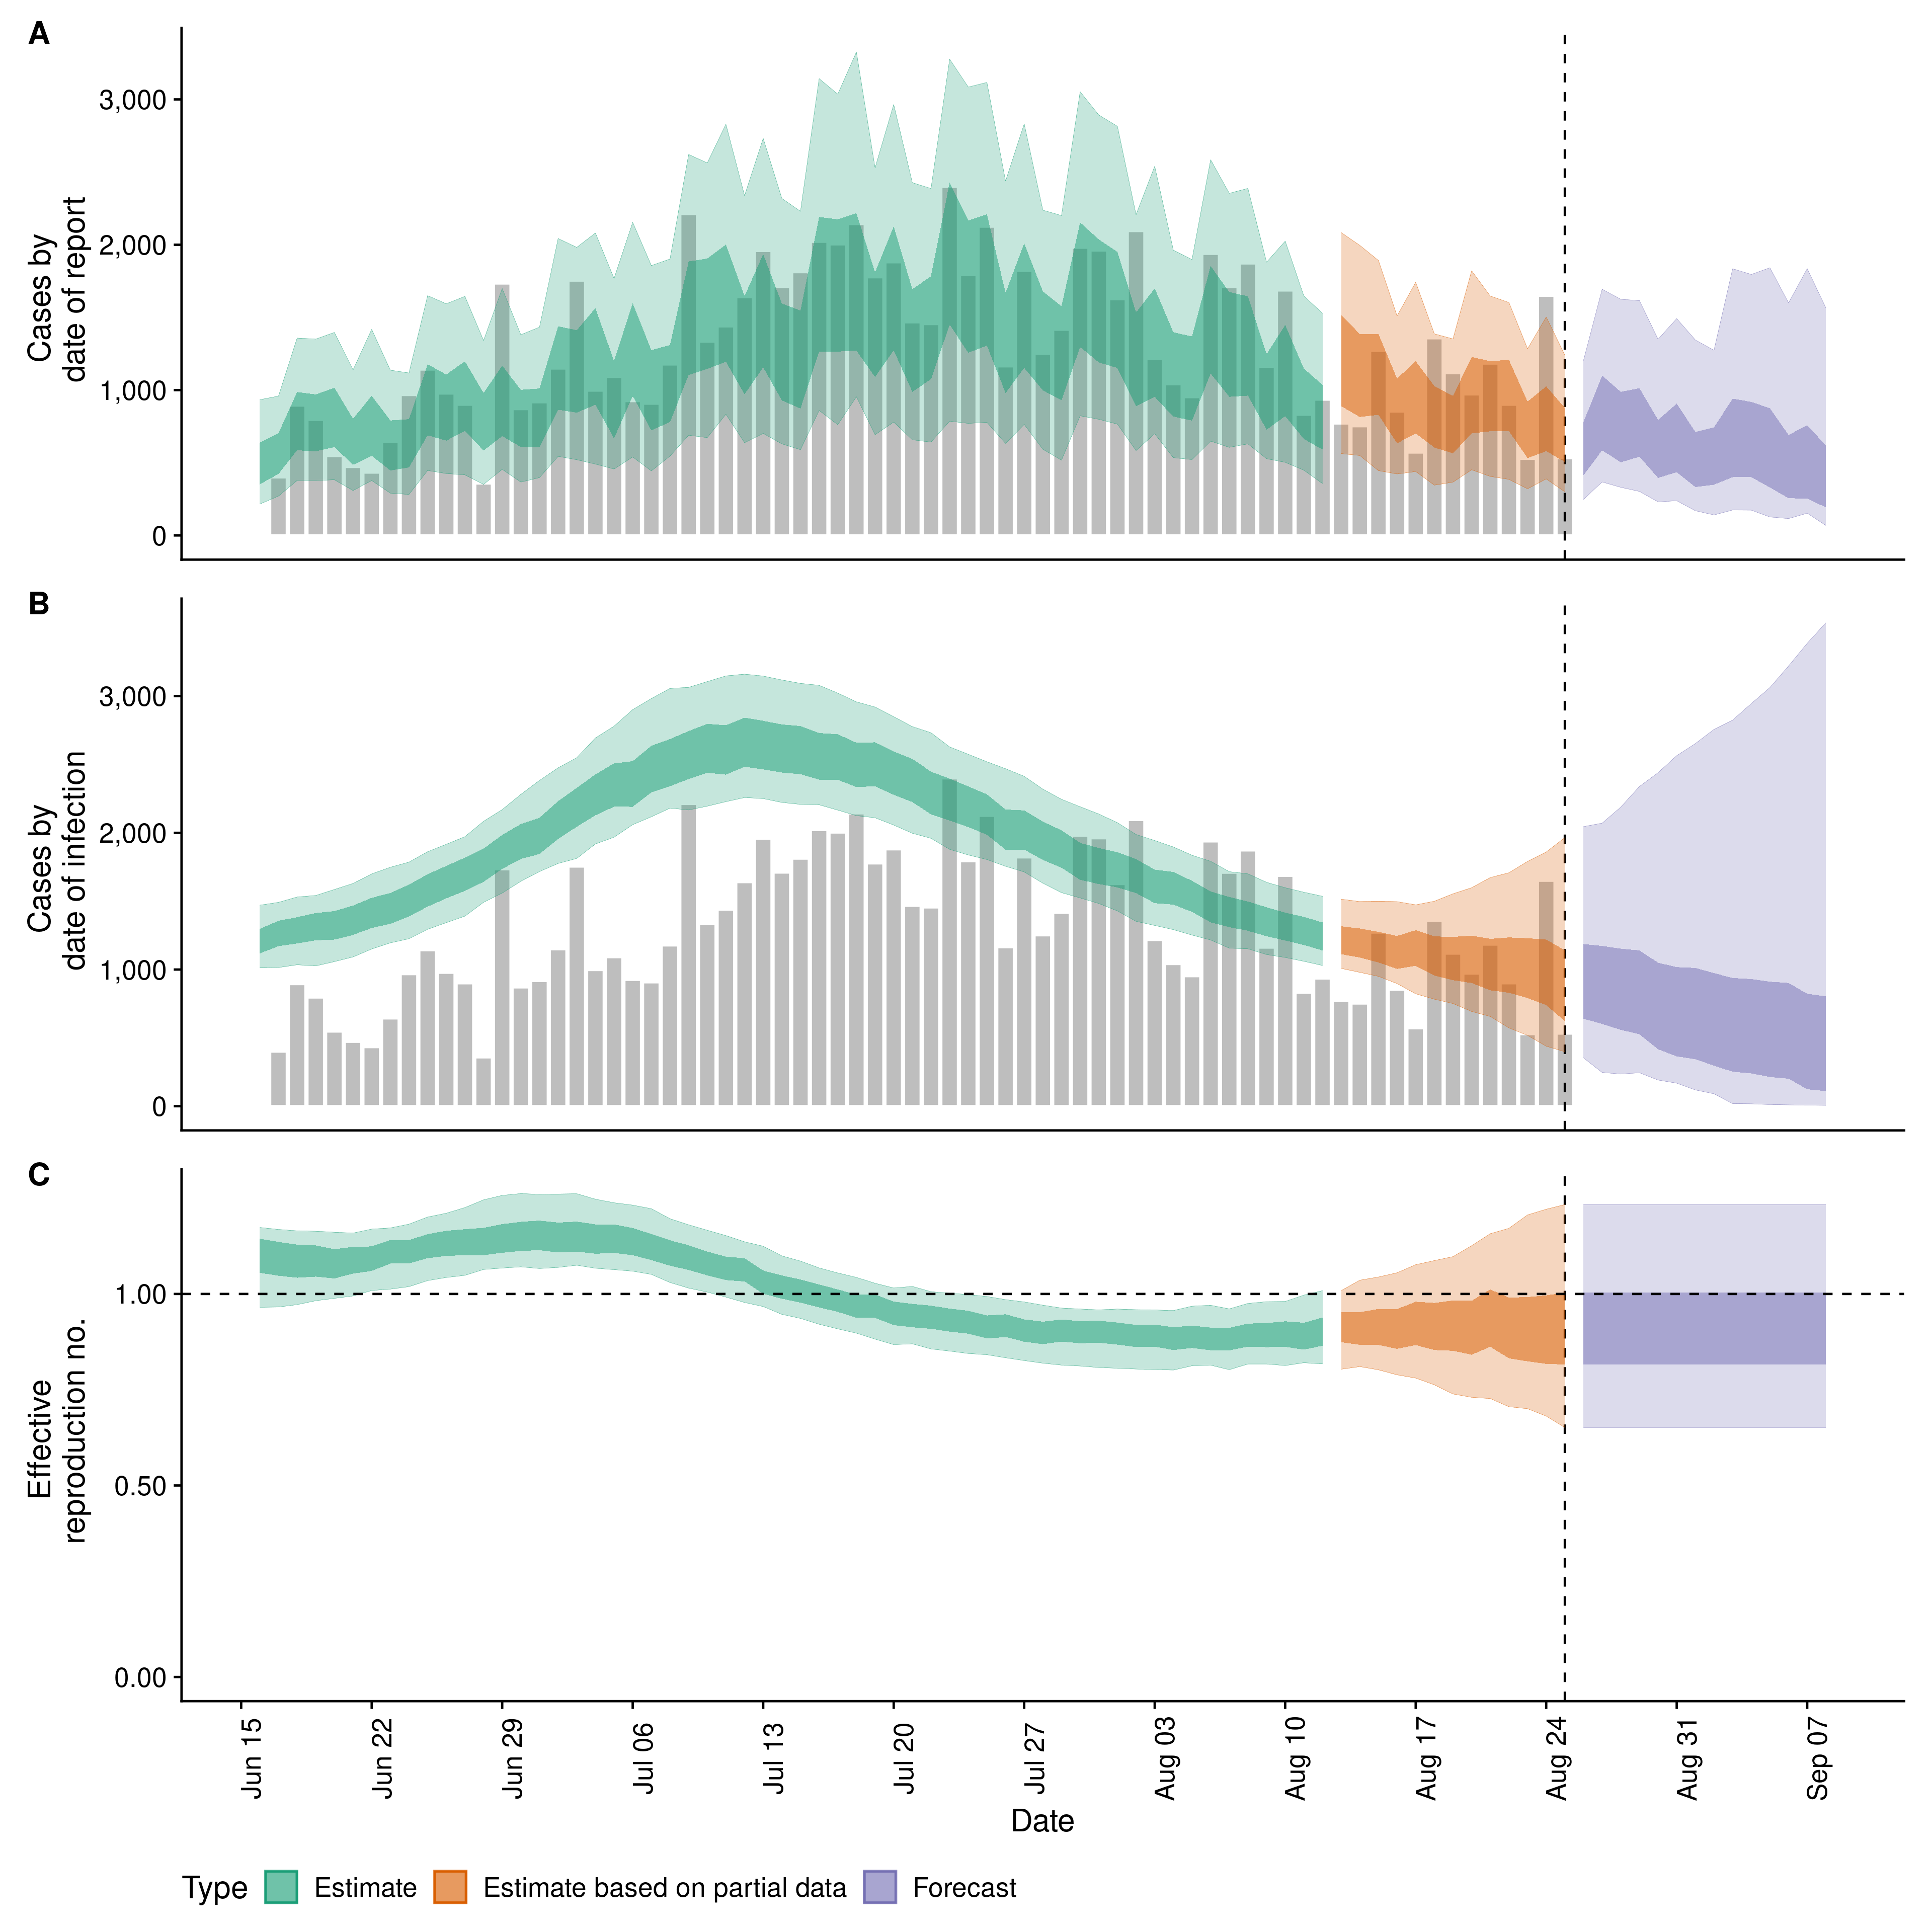 A
Cases by
date of report
3,000
2,000
1,000
0
B
Cases by
date of infection
3,000
2,000
1,000
0
C
Effective
reproduction no.
1.00
0.50
0.00
Jun 15
Jun 22
Jun 29
Jul 06
Jul 13
Jul 20
Jul 27
Aug 03
Aug 10
Aug 17
Aug 24
Aug 31
Sep 07
Date
Type Estimate Estimate based on partial data Forecast